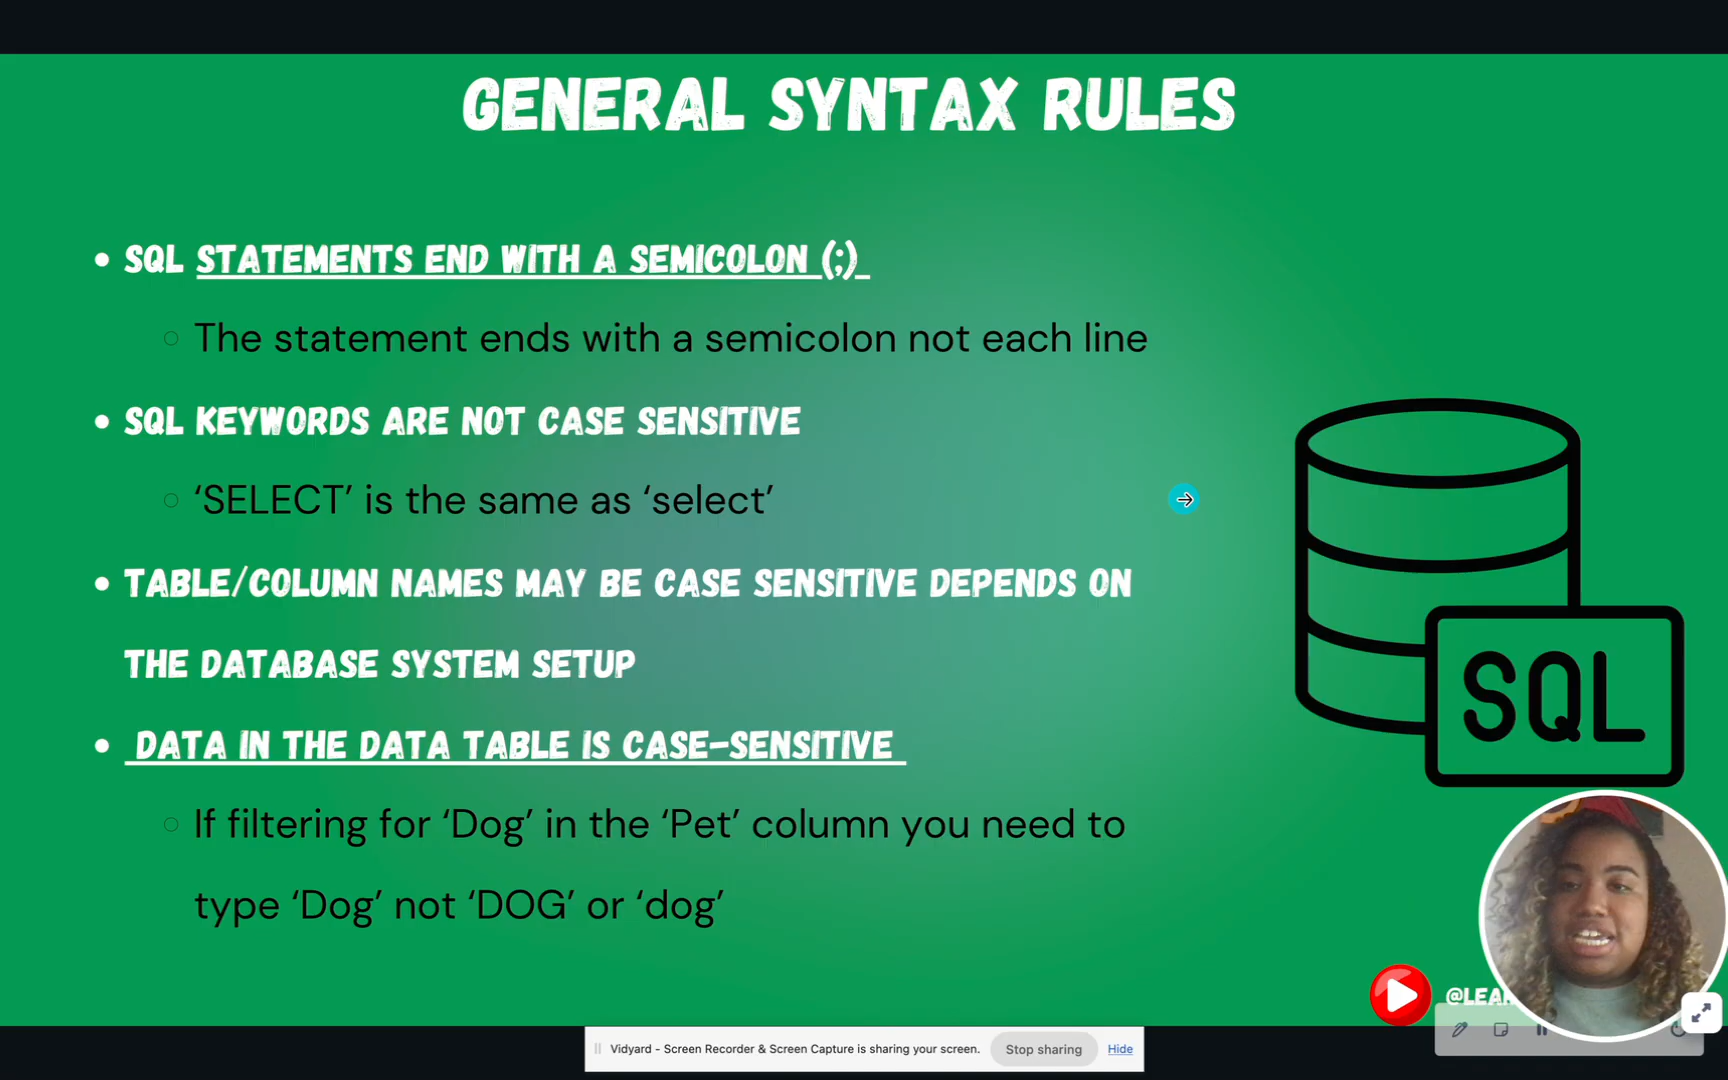 GENERAL SYNTAX RULES
SQL STATEMENTS END WITH A SEMICOLON (;)
The statement ends with a semicolon not each line
SQL KEYWORDS ARE NOT CASE SENSITIVE
‘SELECT’ is the same as ‘select’
TABLE/COLUMN NAMES MAY BE CASE SENSITIVE DEPENDS ON
THE DATABASE SYSTEM SETUP
DATA IN THE DATA TABLE IS CASE-SENSITIVE
If filtering for ‘Dog’ in the ‘Pet’ column you need to
type ‘Dog’ not ‘DOG’ or ‘dog’
SQL
Vidyard - Screen Recorder & Screen Capture is sharing your screen.
Stop sharing
Hide